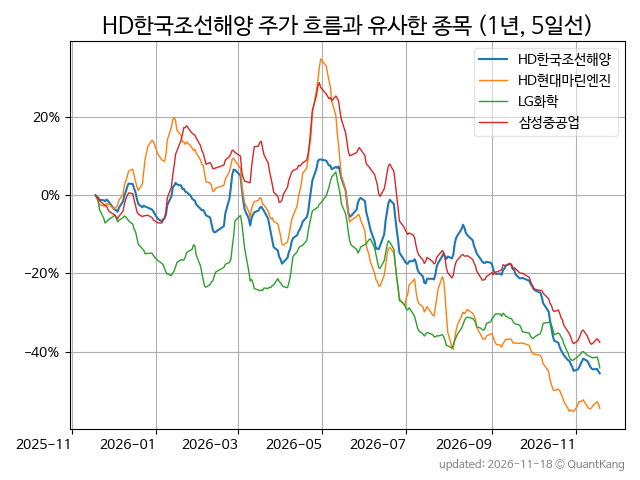 HD한국조선해양 주가 흐름과 유사한 종목 (1년, 5일선)
HD한국조선해양
HD현대마린엔진
LG화학
삼성중공업
20%
0%
−20%
−40%
2025-11 2026-01 2026-03 2026-05 2026-07 2026-09 2026-11
updated: 2026-11-18 © QuantKang